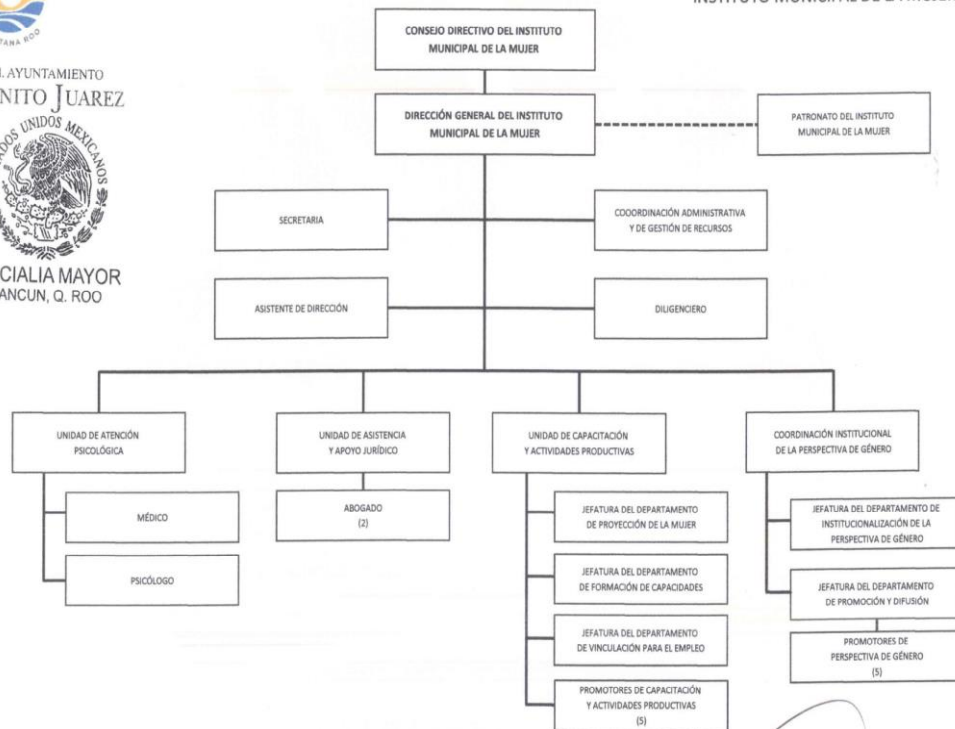 INSTITUTO MUNICIPAL DE LA
TANA ROO
AYUNTAMIENTO
NITO JUAREZ
UNIDOS MEXICANOS
CIALIA MAYOR
ANCUN, Q. ROO
CONSEJO DIRECTIVO DEL INSTITUTO
MUNICIPAL DE LA MUJER
DIRECCIÓN GENERAL DEL INSTITUTO
MUNICIPAL DE LA MUJER
PATRONATO DEL INSTITUTO
MUNICIPAL DE LA MUJER
SECRETARIA
COOORDINACIÓN ADMINISTRATIVA
Y DE GESTIÓN DE RECURSOS
ASISTENTE DE DIRECCIÓN
DILIGENCIERO
UNIDAD DE ATENCIÓN
PSICOLÓGICA
MÉDICO
PSICÓLOGO
UNIDAD DE ASISTENCIA
Y APOYO JURÍDICO
ABOGADO
(2)
UNIDAD DE CAPACITACIÓN
Y ACTIVIDADES PRODUCTIVAS
JEFATURA DEL DEPARTAMENTO
DE PROYECCIÓN DE LA MUJER
JEFATURA DEL DEPARTAMENTO
DE FORMACIÓN DE CAPACIDADES
JEFATURA DEL DEPARTAMENTO
DE VINCULACIÓN PARA EL EMPLEO
PROMOTORES DE CAPACITACIÓN
Y ACTIVIDADES PRODUCTIVAS
(5)
COORDINACIÓN INSTITUCIONAL
DE LA PERSPECTIVA DE GÉNERO
JEFATURA DEL DEPARTAMENTO DE
INSTITUCIONALIZACIÓN DE LA
PERSPECTIVA DE GÉNERO
JEFATURA DEL DEPARTAMENTO
DE PROMOCIÓN Y DIFUSIÓN
PROMOTORES DE
PERSPECTIVA DE GÉNERO
(5)